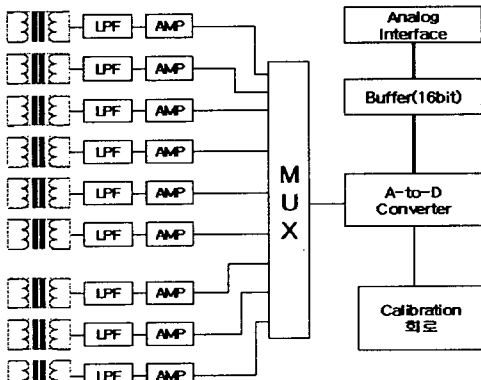 LPF AMP
LPF AMP
LPF AMP
LPF AMP
LPF AMP
LPF AMP
LPF AMP
LPF AMP
LPF AMP
MUX
Analog
Interface
Buffer(16bit)
A-to-D
Converter
Calibration
회로